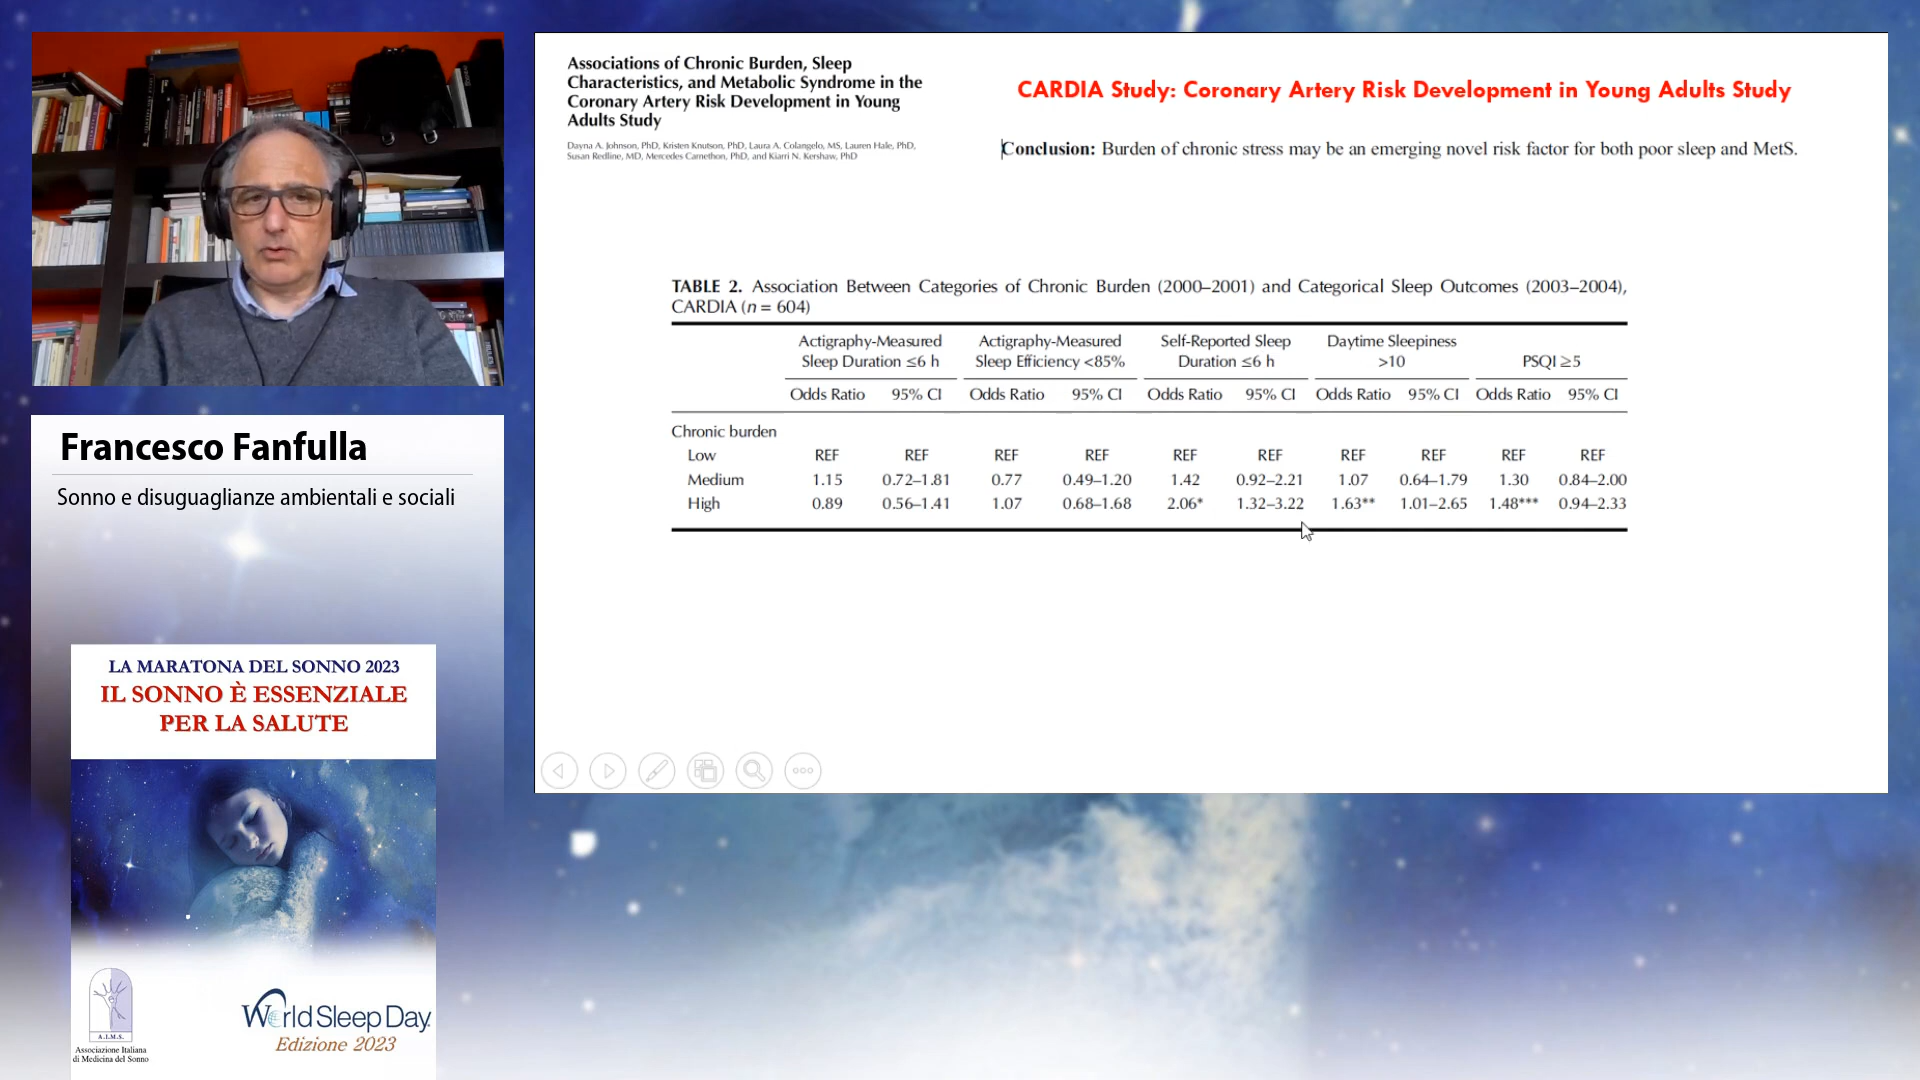 Francesco Fanfulla
Sonno e disuguaglianze ambientali e sociali
LA MARATONA DEL SONNO 2023
IL SONNO È ESSENZIALE
PER LA SALUTE
A.I.M.S.
Associazione Italiana
di Medicina del Sonno
World Sleep Day
Edizione 2023
Associations of Chronic Burden, Sleep
Characteristics, and Metabolic Syndrome in the
Coronary Artery Risk Development in Young
Adults Study
Dayna A. Johnson, PhD, Kristen Knutson, PhD, Laura A. Colangelo, MS, Lauren Hale, PhD,
Susan Redline, MD, Mercedes Carnethon, PhD, and Kiarri N. Kershaw, PhD
CARDIA Study: Coronary Artery Risk Development in Young Adults Study
Conclusion: Burden of chronic stress may be an emerging novel risk factor for both poor sleep and MetS.
TABLE 2. Association Between Categories of Chronic Burden (2000–2001) and Categorical Sleep Outcomes (2003–2004),
CARDIA (n = 604)
Actigraphy-Measured Actigraphy-Measured Self-Reported Sleep Daytime Sleepiness
Sleep Duration ≤6 h Sleep Efficiency <85% Duration ≤6 h >10 PSQI ≥5
Odds Ratio 95% CI Odds Ratio 95% CI Odds Ratio 95% CI Odds Ratio 95% CI Odds Ratio 95% CI
Chronic burden
Low REF REF REF REF REF REF REF REF REF REF
Medium 1.15 0.72–1.81 0.77 0.49–1.20 1.42 0.92–2.21 1.07 0.64–1.79 1.30 0.84–2.00
High 0.89 0.56–1.41 1.07 0.68–1.68 2.06* 1.32–3.22 1.63** 1.01–2.65 1.48*** 0.94–2.33